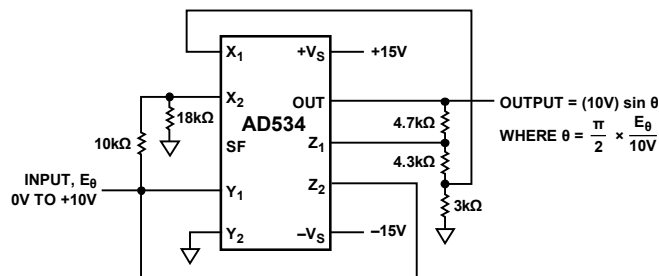 X1
+VS
+15V
X2
18kΩ
OUT
OUTPUT = (10V) sin θ
AD534
4.7kΩ
10kΩ
WHERE θ = π/2 × Eθ/10V
SF
Z1
4.3kΩ
INPUT, Eθ
0V TO +10V
Y1
Z2
3kΩ
Y2
–VS
–15V